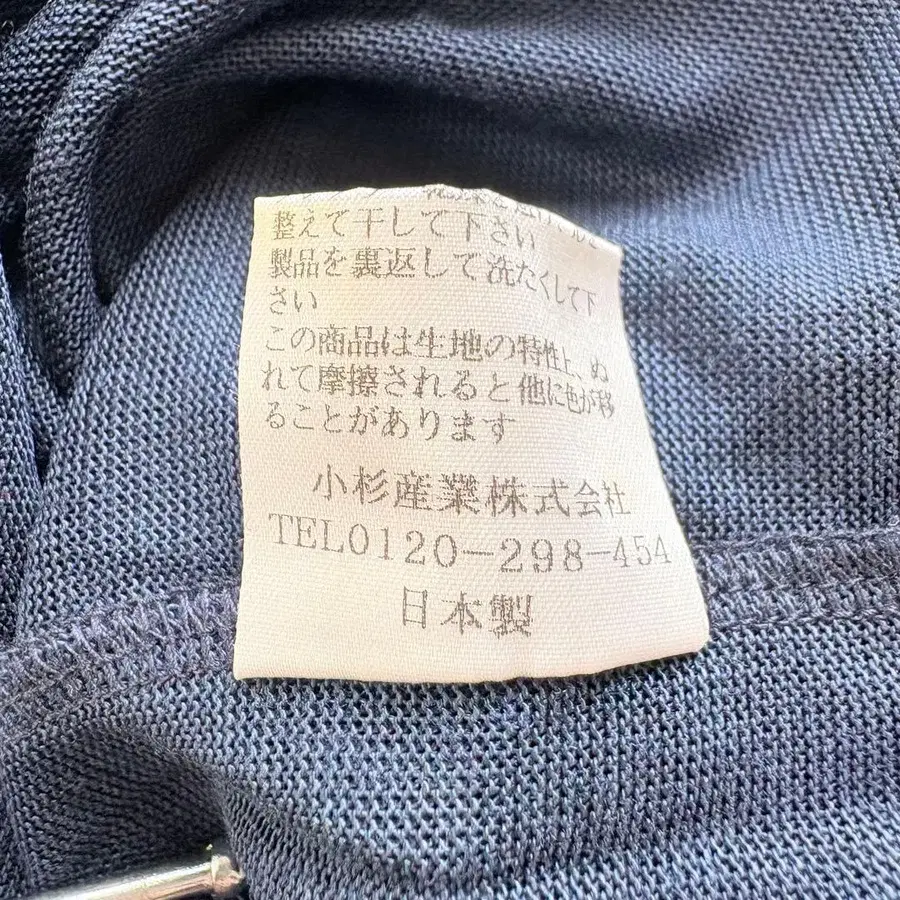 整えて干して下さい
製品を裏返して洗たくして下
さい
この商品は生地の特性上、ぬ
れて摩擦されると他に色が移
ることがあります
小杉産業株式会社
TEL0120-298-454
日本製